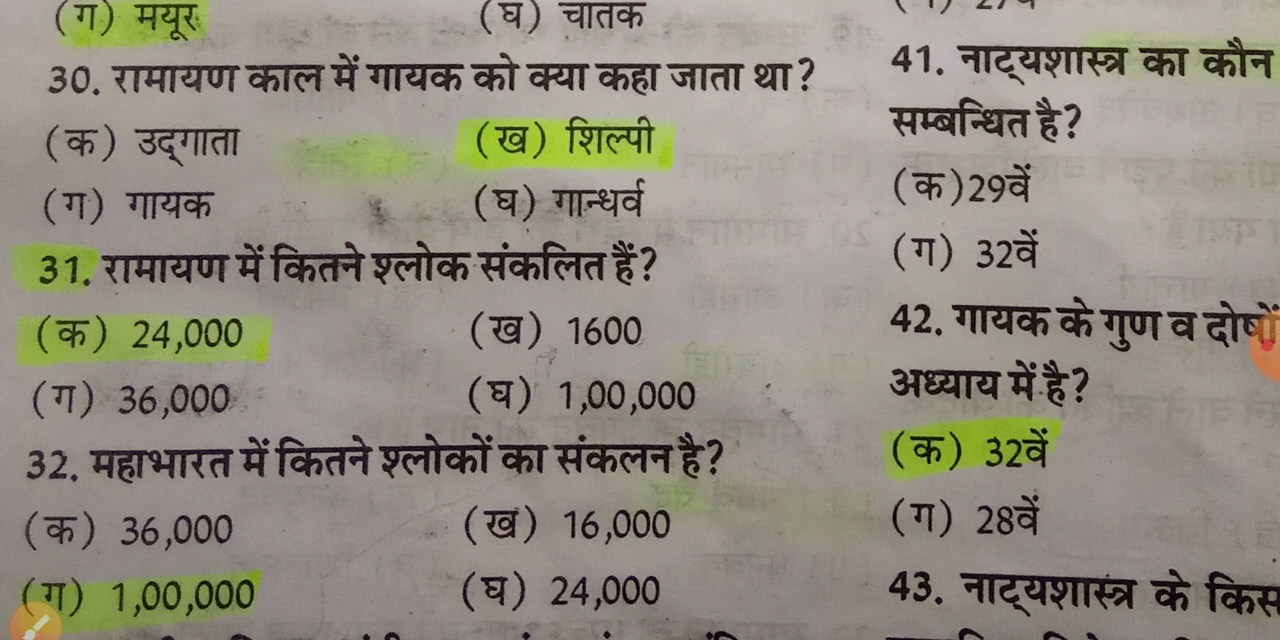 (ग) मयूर (घ) चातक
30. रामायण काल में गायक को क्या कहा जाता था?
(क) उद्‌गाता (ख) शिल्पी
(ग) गायक (घ) गान्धर्व
31. रामायण में कितने श्लोक संकलित हैं?
(क) 24,000 (ख) 1600
(ग) 36,000 (घ) 1,00,000
32. महाभारत में कितने श्लोकों का संकलन है?
(क) 36,000 (ख) 16,000
(ग) 1,00,000 (घ) 24,000
41. नाट्यशास्त्र का कौन
सम्बन्धित है?
(क) 29वें
(ग) 32वें
42. गायक के गुण व दोषों
अध्याय में है?
(क) 32वें
(ग) 28वें
43. नाट्यशास्त्र के किस